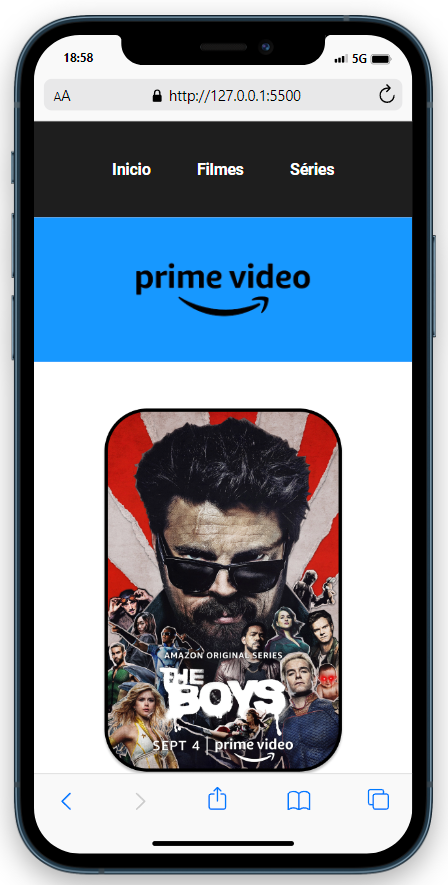 18:58
5G
AA
http://127.0.0.1:5500
Inicio Filmes Séries
prime video
AMAZON ORIGINAL SERIES
THE
BOYS
SEPT 4 | prime video